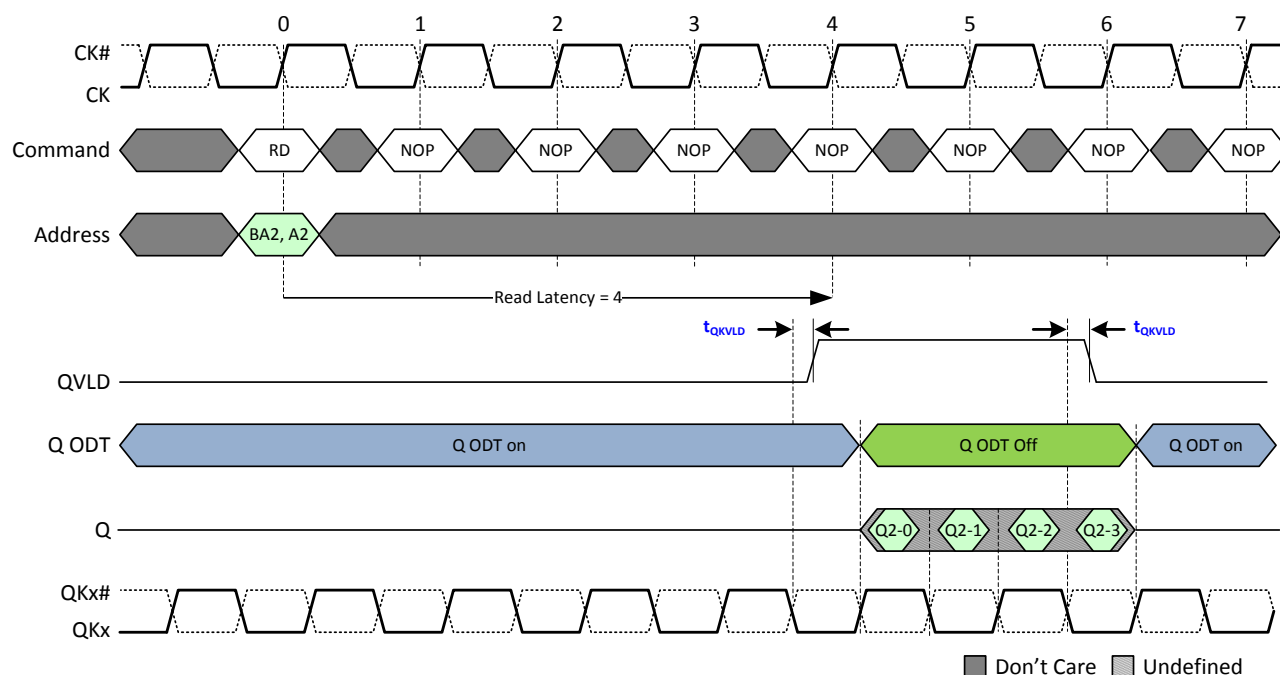 0 1 2 3 4 5 6 7
CK#
CK
Command RD NOP NOP NOP NOP NOP NOP NOP
Address BA2, A2
Read Latency = 4
tQKVLD tQKVLD
QVLD
Q ODT Q ODT on Q ODT Off Q ODT on
Q Q2-0 Q2-1 Q2-2 Q2-3
QKx#
QKx
Don't Care Undefined